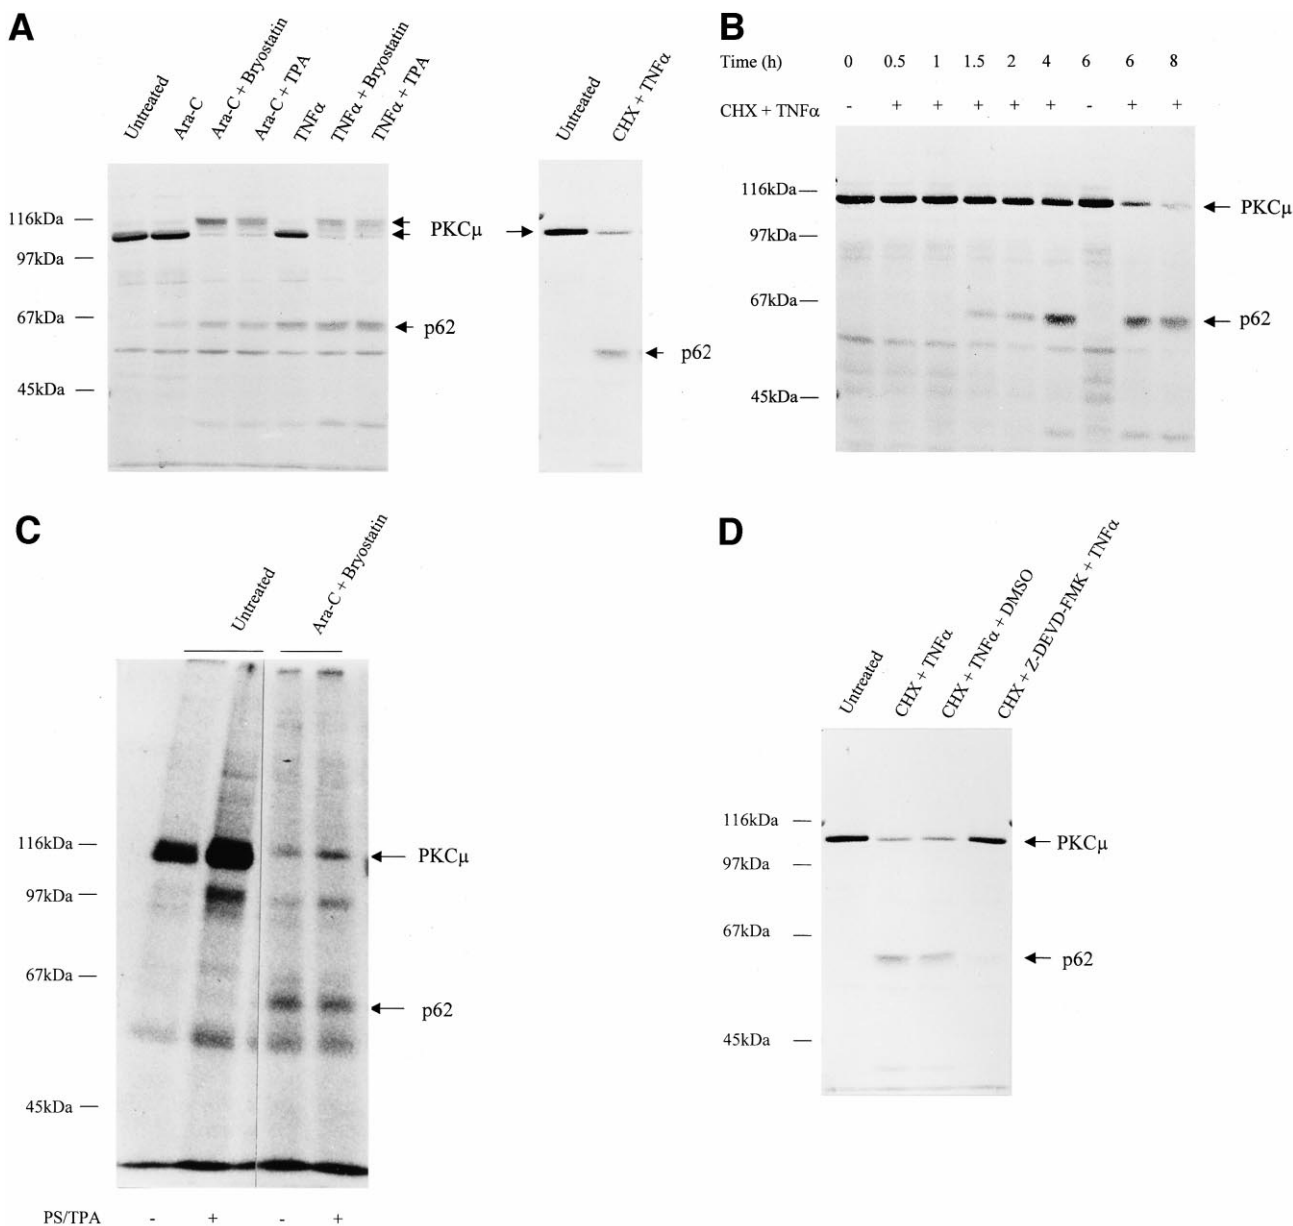 A
Untreated
Ara-C
Ara-C + Bryostatin
Ara-C + TPA
TNFα
TNFα + Bryostatin
TNFα + TPA
116kDa
97kDa
67kDa
45kDa
PKCμ
p62
Untreated
CHX + TNFα
p62
B
Time (h) 0 0.5 1 1.5 2 4 6 6 8
CHX + TNFα - + + + + + - + +
116kDa
97kDa
67kDa
45kDa
PKCμ
p62
C
Untreated
Ara-C + Bryostatin
116kDa
97kDa
67kDa
45kDa
PKCμ
p62
PS/TPA - + - +
D
Untreated
CHX + TNFα
CHX + TNFα + DMSO
CHX + Z-DEVD-FMK + TNFα
116kDa
97kDa
67kDa
45kDa
PKCμ
p62